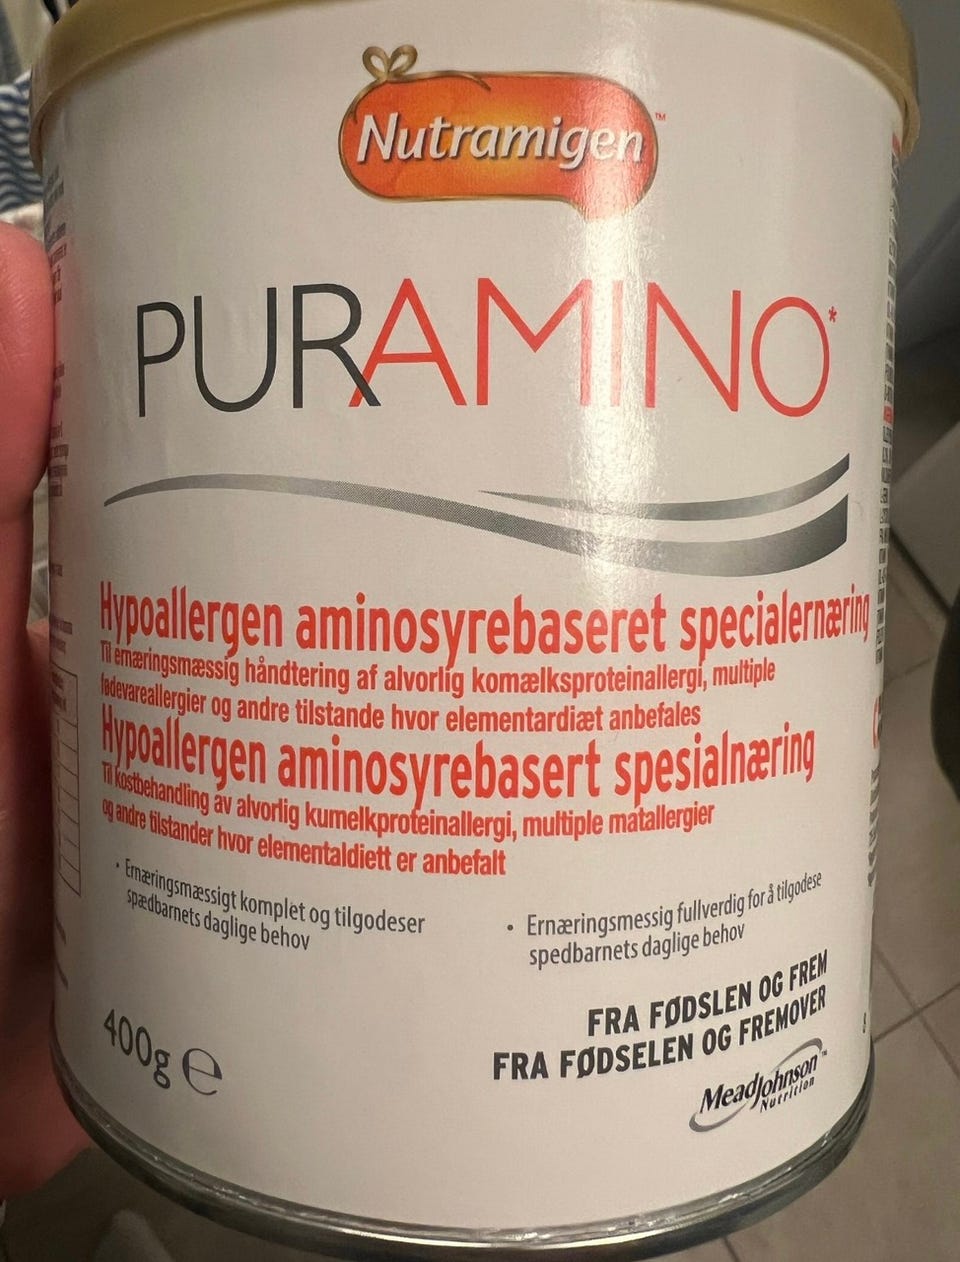 Nutramigen™
PURAMINO*
Hypoallergen aminosyrebaseret specialernæring
Til ernæringsmæssig håndtering af alvorlig komælksproteinallergi, multiple
fødevareallergier og andre tilstande hvor elementardiæt anbefales
Hypoallergen aminosyrebasert spesialnæring
Til kostbehandling av alvorlig kumelkproteinallergi, multiple matallergier
og andre tilstander hvor elementaldiett er anbefalt
• Ernæringsmæssigt komplet og tilgodeser
spædbarnets daglige behov
• Ernæringsmessig fullverdig for å tilgodese
spedbarnets daglige behov
FRA FØDSLEN OG FREM
FRA FØDSELEN OG FREMOVER
400g ℮
MeadJohnson™
Nutrition